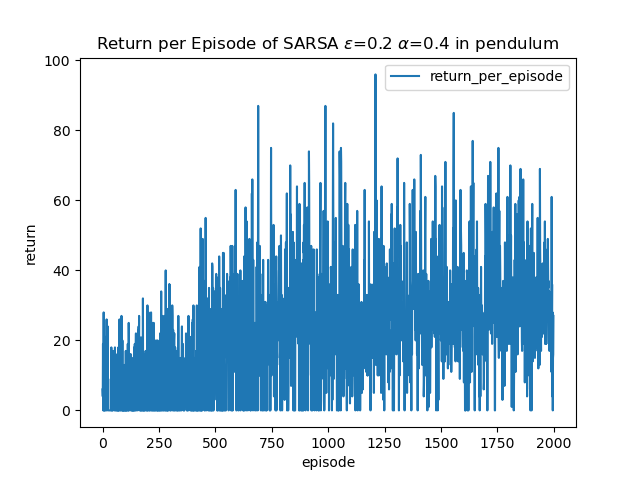 Return per Episode of SARSA ε=0.2 α=0.4 in pendulum
return_per_episode
100
80
60
40
20
0
return
0 250 500 750 1000 1250 1500 1750 2000
episode